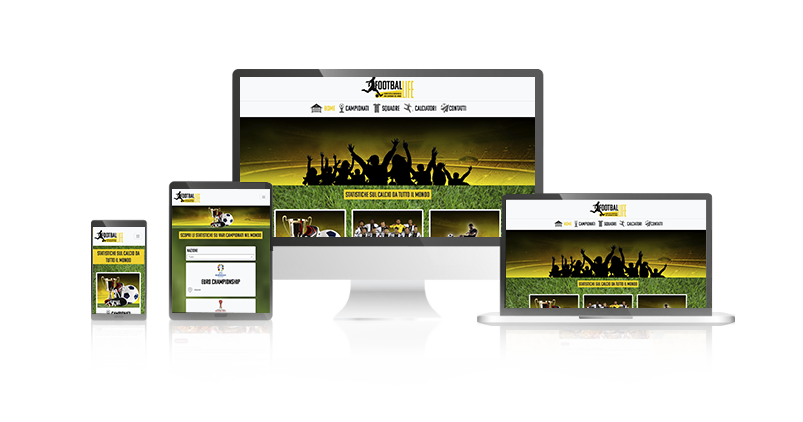 FOOTBAL
LIFE
HOME CAMPIONATI SQUADRE CALCIATORI CONTATTI
STATISTICHE SUL CALCIO DA TUTTO IL MONDO
FOOTBAL
LIFE
SCOPRI LE STATISTICHE SU VARI CAMPIONATI NEL MONDO
NAZIONE
EURO CHAMPIONSHIP
FOOTBAL
LIFE
STATISTICHE SUL CALCIO DA
TUTTO IL MONDO
CAMPIONATI
FOOTBAL
LIFE
HOME CAMPIONATI SQUADRE CALCIATORI CONTATTI
STATISTICHE SUL CALCIO DA TUTTO IL MONDO